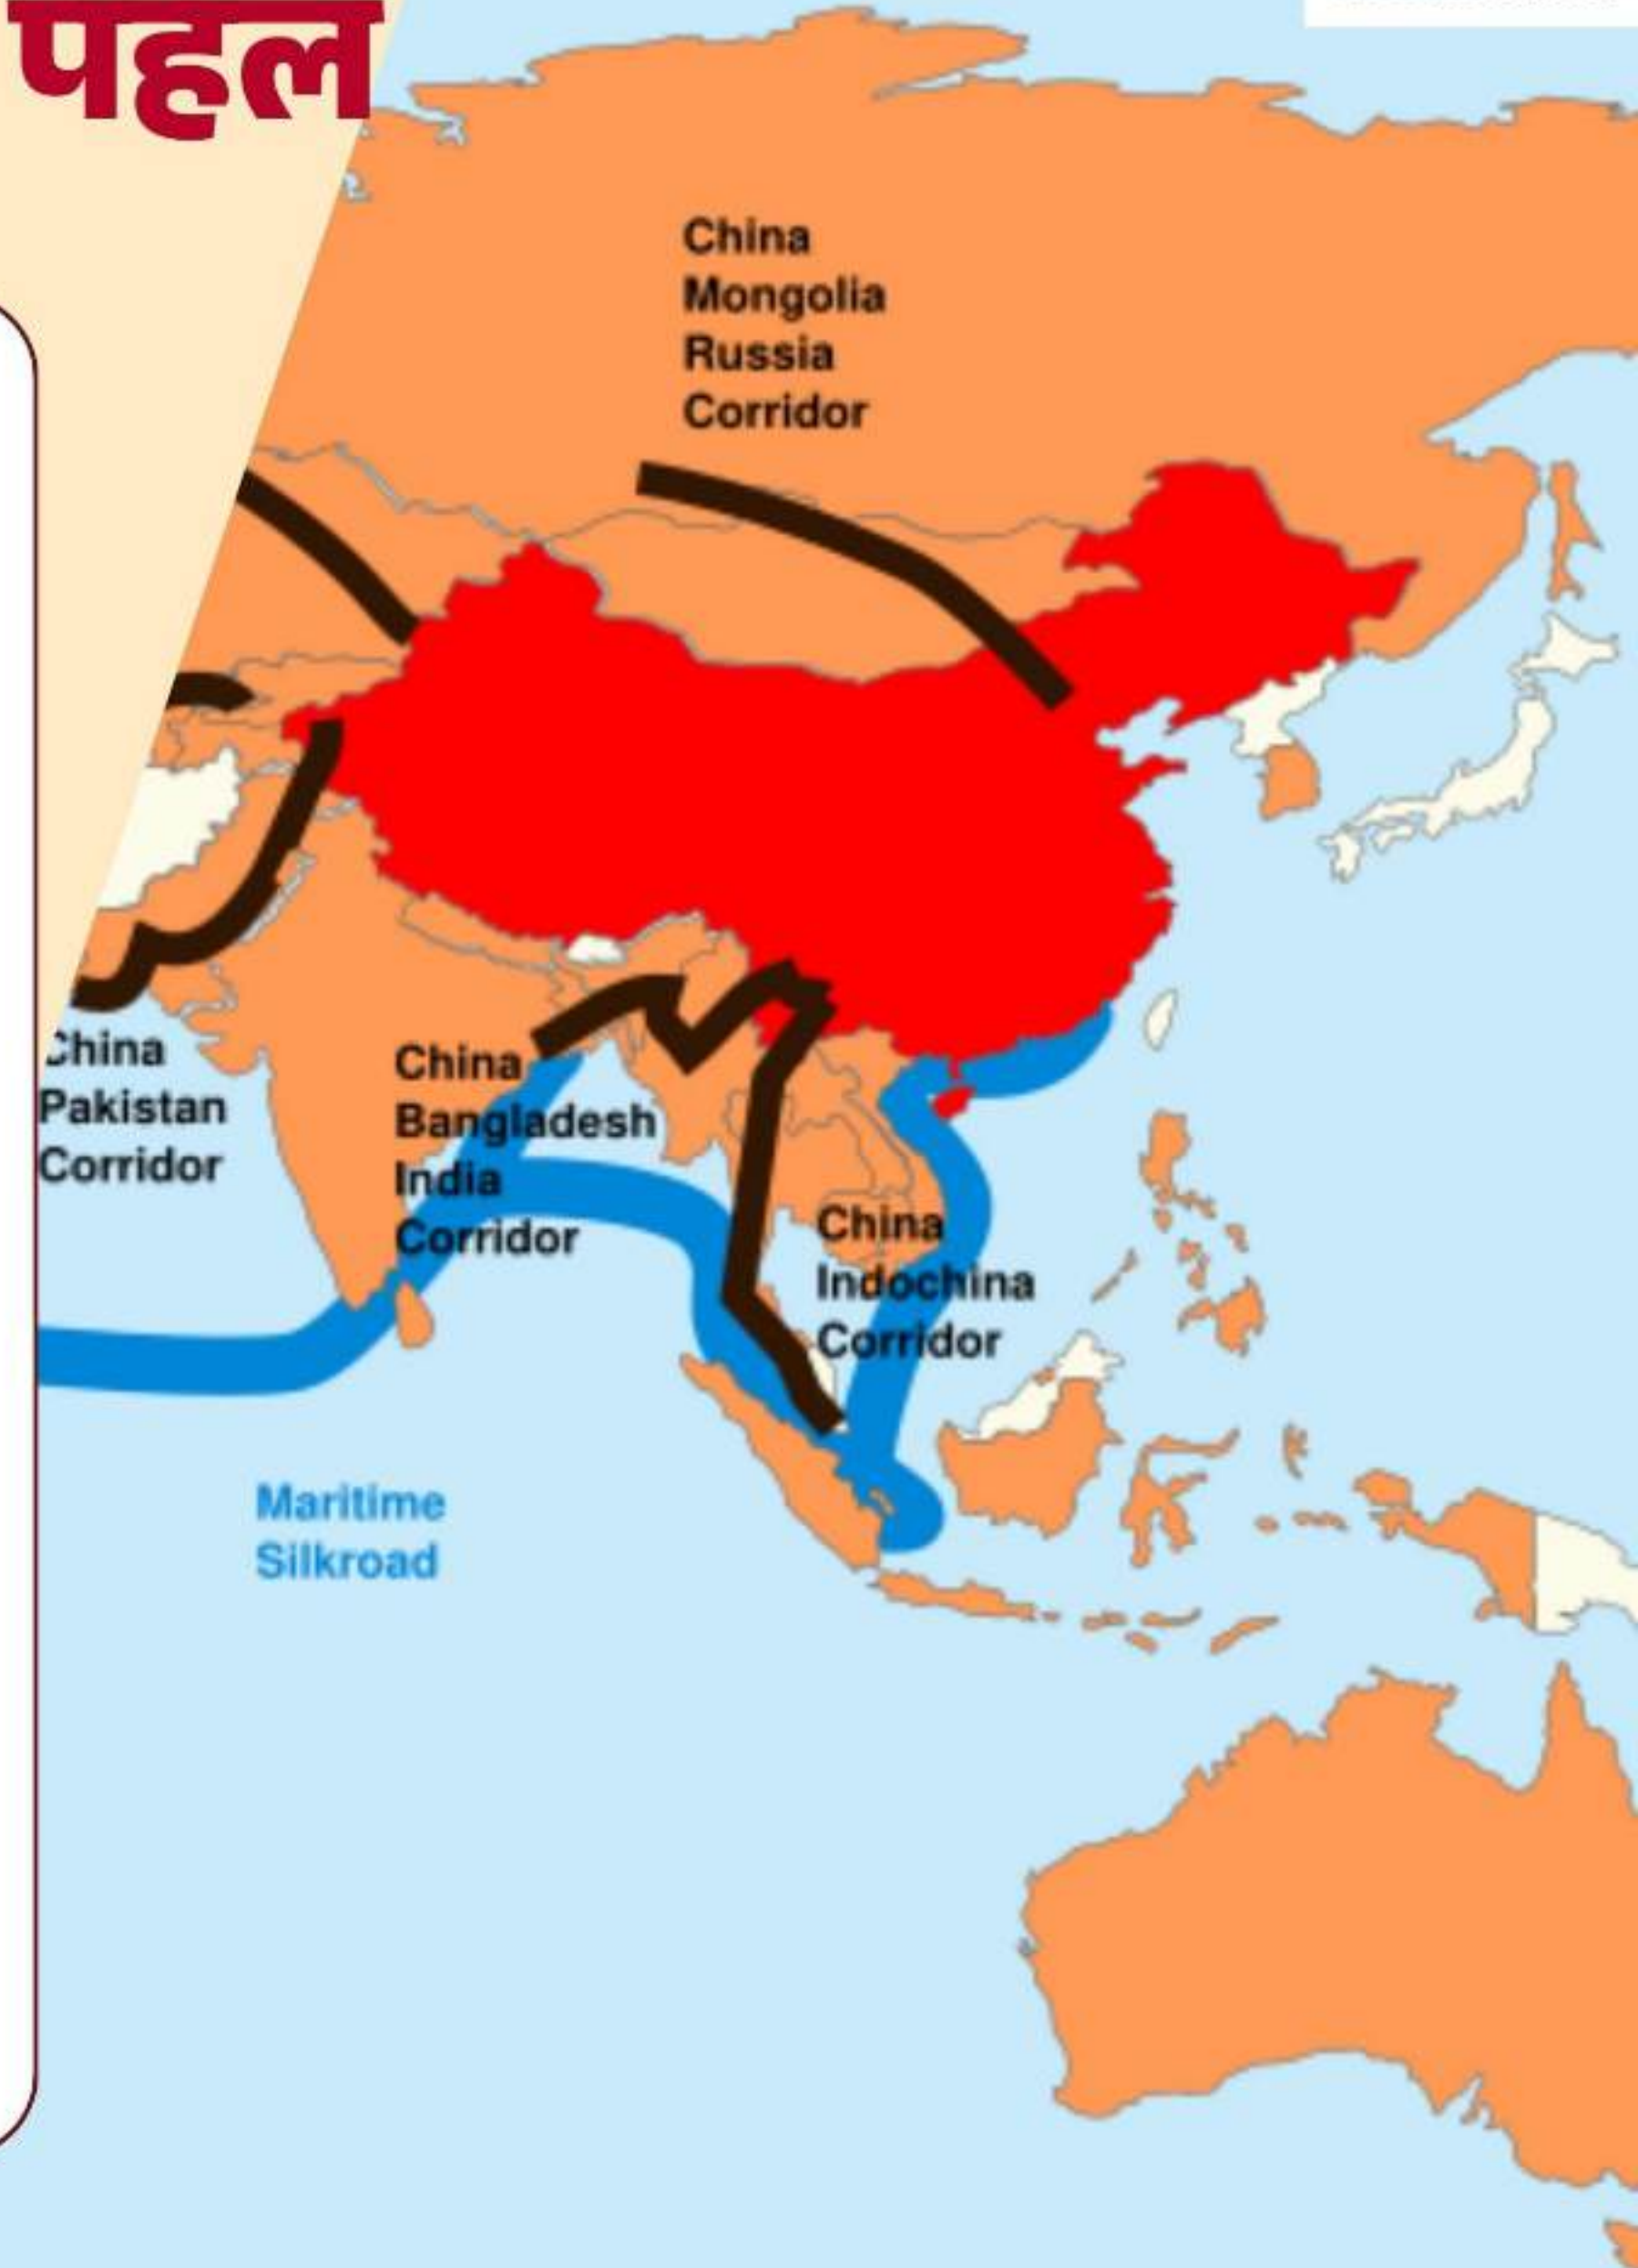 पहल
China
Mongolia
Russia
Corridor
China
Pakistan
Corridor
China
Bangladesh
India
Corridor
China
Indochina
Corridor
Maritime
Silkroad